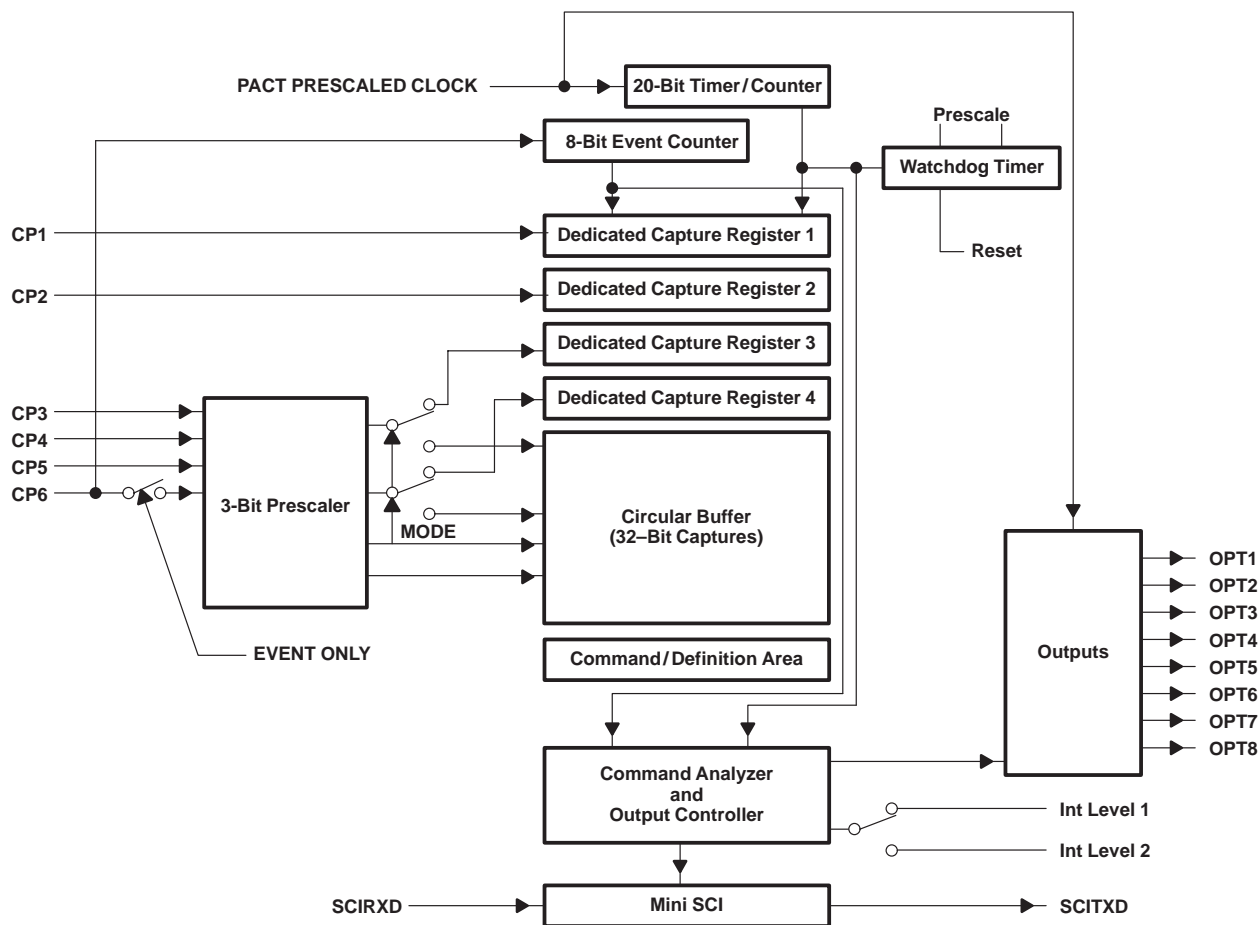 PACT PRESCALED CLOCK
20-Bit Timer/Counter
Prescale
8-Bit Event Counter
Watchdog Timer
CP1
Dedicated Capture Register 1
Reset
CP2
Dedicated Capture Register 2
Dedicated Capture Register 3
Dedicated Capture Register 4
CP3
CP4
CP5
CP6
3-Bit Prescaler
MODE
Circular Buffer
(32–Bit Captures)
EVENT ONLY
Command/Definition Area
Outputs
OPT1
OPT2
OPT3
OPT4
OPT5
OPT6
OPT7
OPT8
Command Analyzer
and
Output Controller
Int Level 1
Int Level 2
SCIRXD
Mini SCI
SCITXD